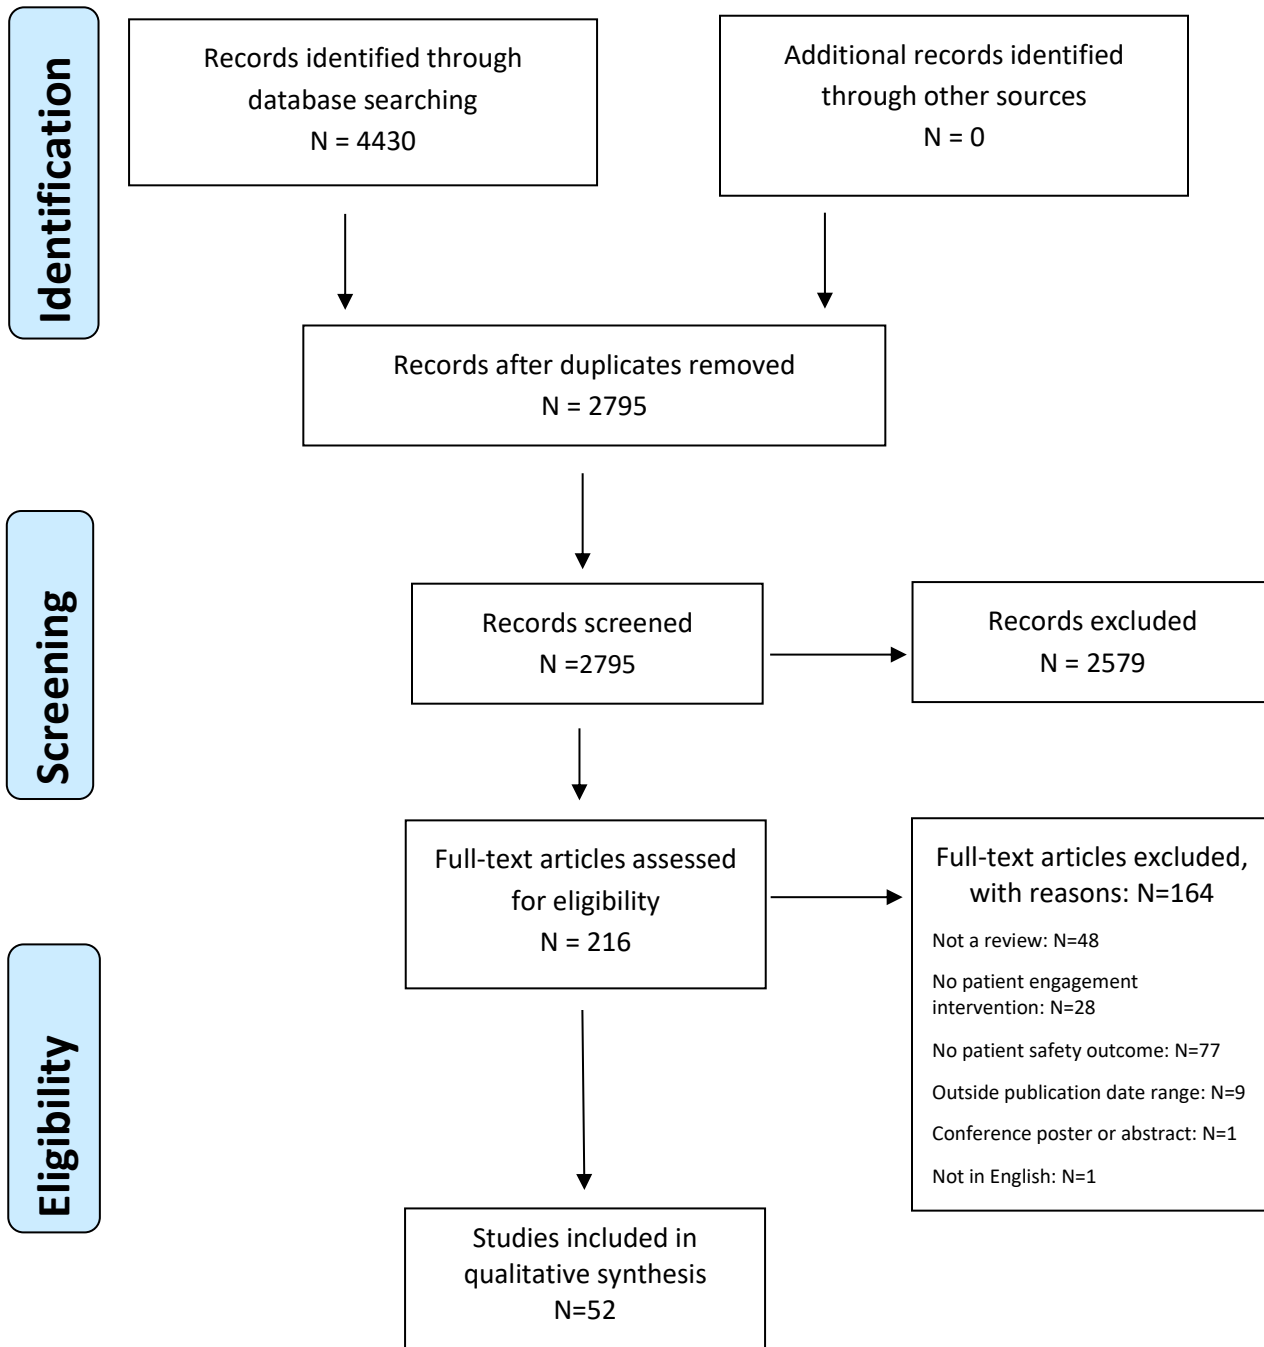 Identification
Records identified through
database searching
N = 4430
Additional records identified
through other sources
N = 0
Records after duplicates removed
N = 2795
Screening
Records screened
N =2795
Records excluded
N = 2579
Full-text articles assessed
for eligibility
N = 216
Full-text articles excluded,
with reasons: N=164
Not a review: N=48
No patient engagement
intervention: N=28
No patient safety outcome: N=77
Outside publication date range: N=9
Conference poster or abstract: N=1
Not in English: N=1
Eligibility
Studies included in
qualitative synthesis
N=52